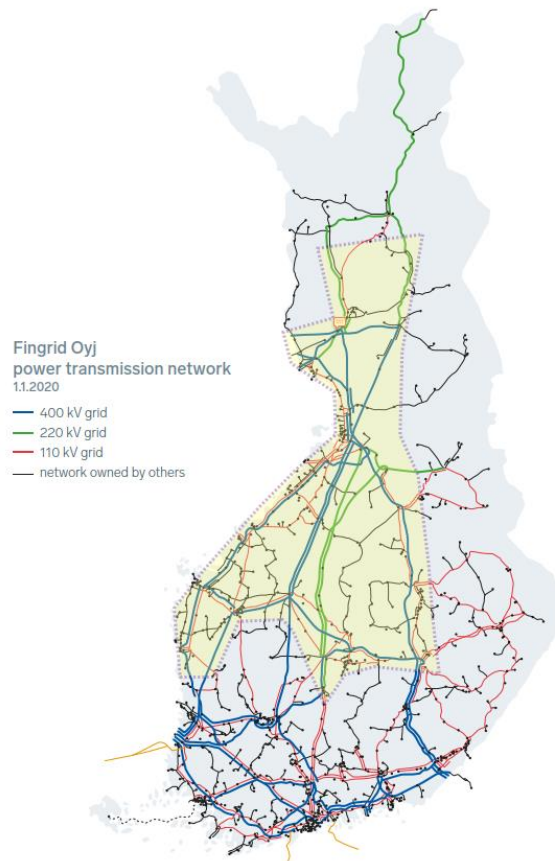 Fingrid Oyj
power transmission network
1.1.2020
400 kV grid
220 kV grid
110 kV grid
network owned by others